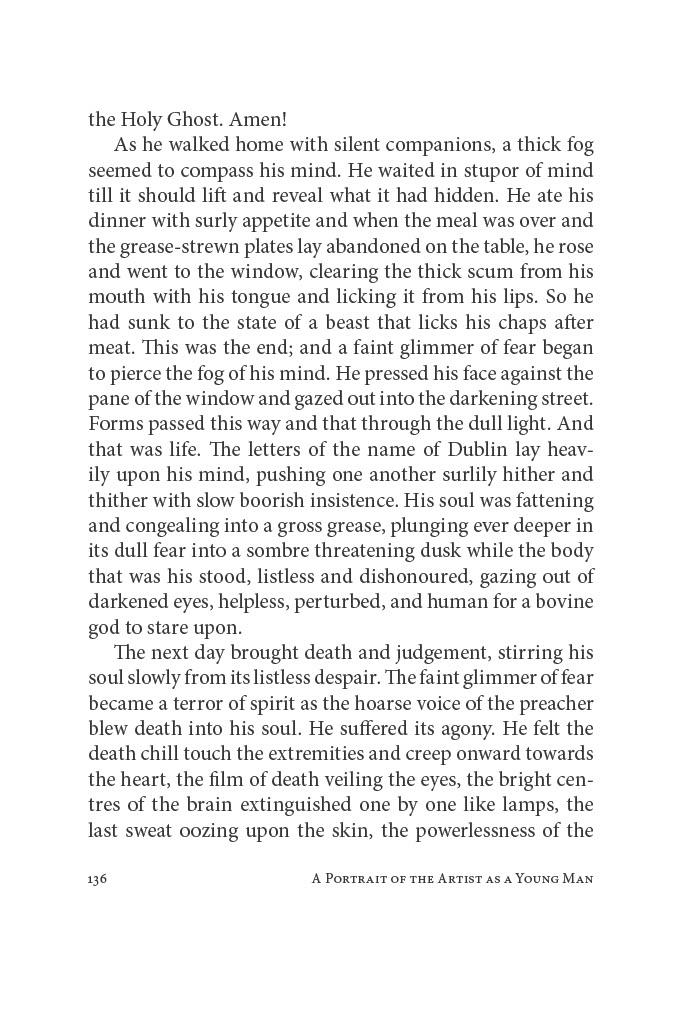 the Holy Ghost. Amen!
As he walked home with silent companions, a thick fog
seemed to compass his mind. He waited in stupor of mind
till it should lift and reveal what it had hidden. He ate his
dinner with surly appetite and when the meal was over and
the grease-strewn plates lay abandoned on the table, he rose
and went to the window, clearing the thick scum from his
mouth with his tongue and licking it from his lips. So he
had sunk to the state of a beast that licks his chaps after
meat. This was the end; and a faint glimmer of fear began
to pierce the fog of his mind. He pressed his face against the
pane of the window and gazed out into the darkening street.
Forms passed this way and that through the dull light. And
that was life. The letters of the name of Dublin lay heav-
ily upon his mind, pushing one another surlily hither and
thither with slow boorish insistence. His soul was fattening
and congealing into a gross grease, plunging ever deeper in
its dull fear into a sombre threatening dusk while the body
that was his stood, listless and dishonoured, gazing out of
darkened eyes, helpless, perturbed, and human for a bovine
god to stare upon.
The next day brought death and judgement, stirring his
soul slowly from its listless despair. The faint glimmer of fear
became a terror of spirit as the hoarse voice of the preacher
blew death into his soul. He suffered its agony. He felt the
death chill touch the extremities and creep onward towards
the heart, the film of death veiling the eyes, the bright cen-
tres of the brain extinguished one by one like lamps, the
last sweat oozing upon the skin, the powerlessness of the
136 A Portrait of the Artist as a Young Man